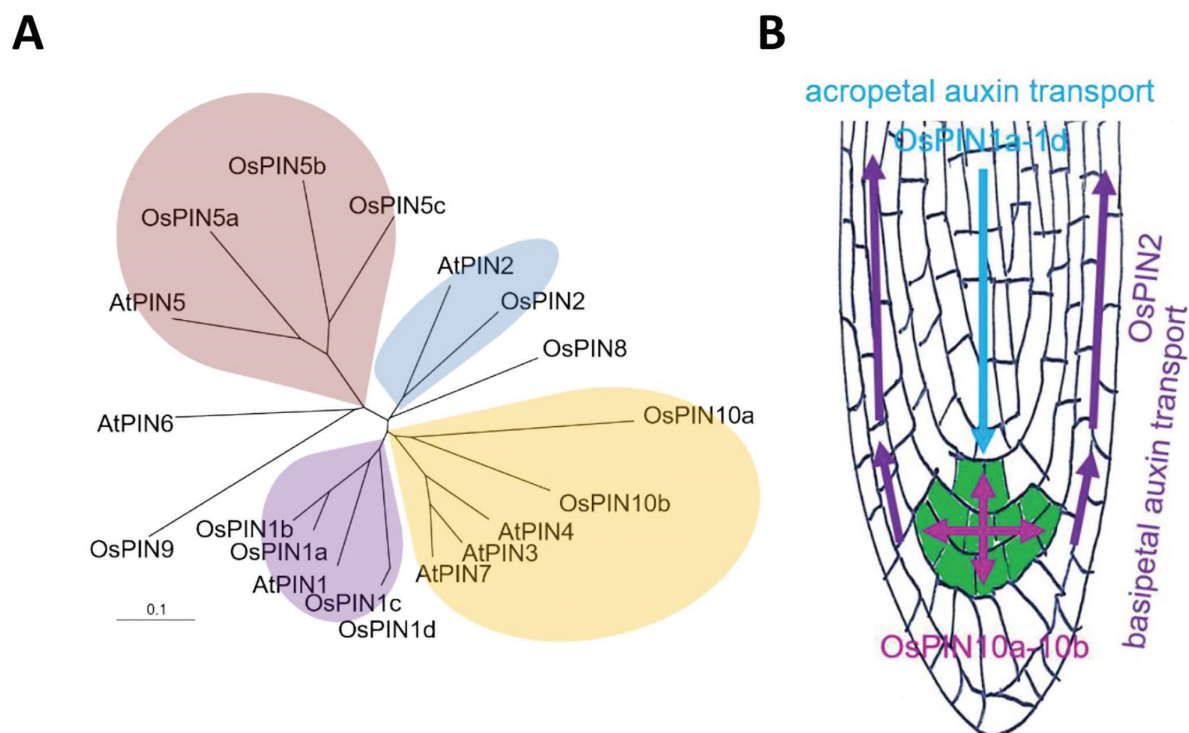 A
OsPIN5b
OsPIN5c
OsPIN5a
AtPIN5
AtPIN2
OsPIN2
OsPIN8
AtPIN6
OsPIN10a
OsPIN10b
OsPIN9
OsPIN1b
OsPIN1a
AtPIN1
OsPIN1c
OsPIN1d
AtPIN4
AtPIN3
AtPIN7
0.1
B
acropetal auxin transport
OsPIN1a-1d
OsPIN2
basipetal auxin transport
OsPIN10a-10b